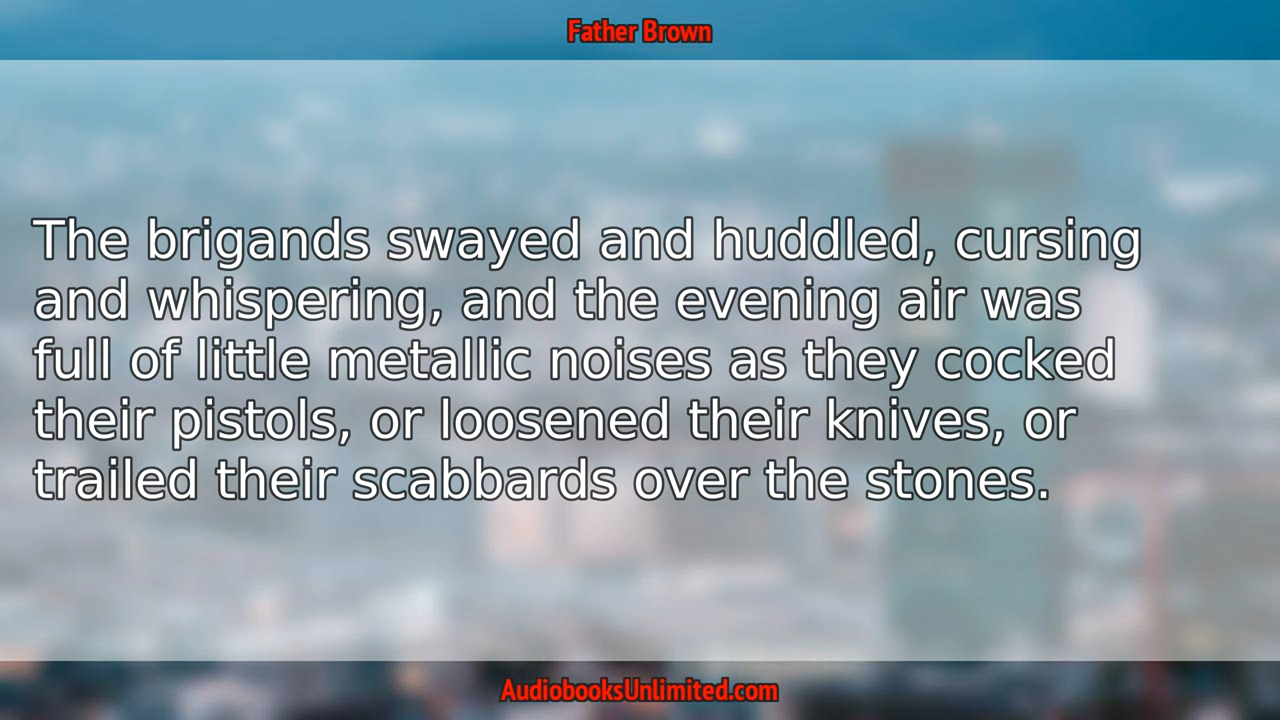 Father Brown
The brigands swayed and huddled, cursing
and whispering, and the evening air was
full of little metallic noises as they cocked
their pistols, or loosened their knives, or
trailed their scabbards over the stones.
AudiobooksUnlimited.com